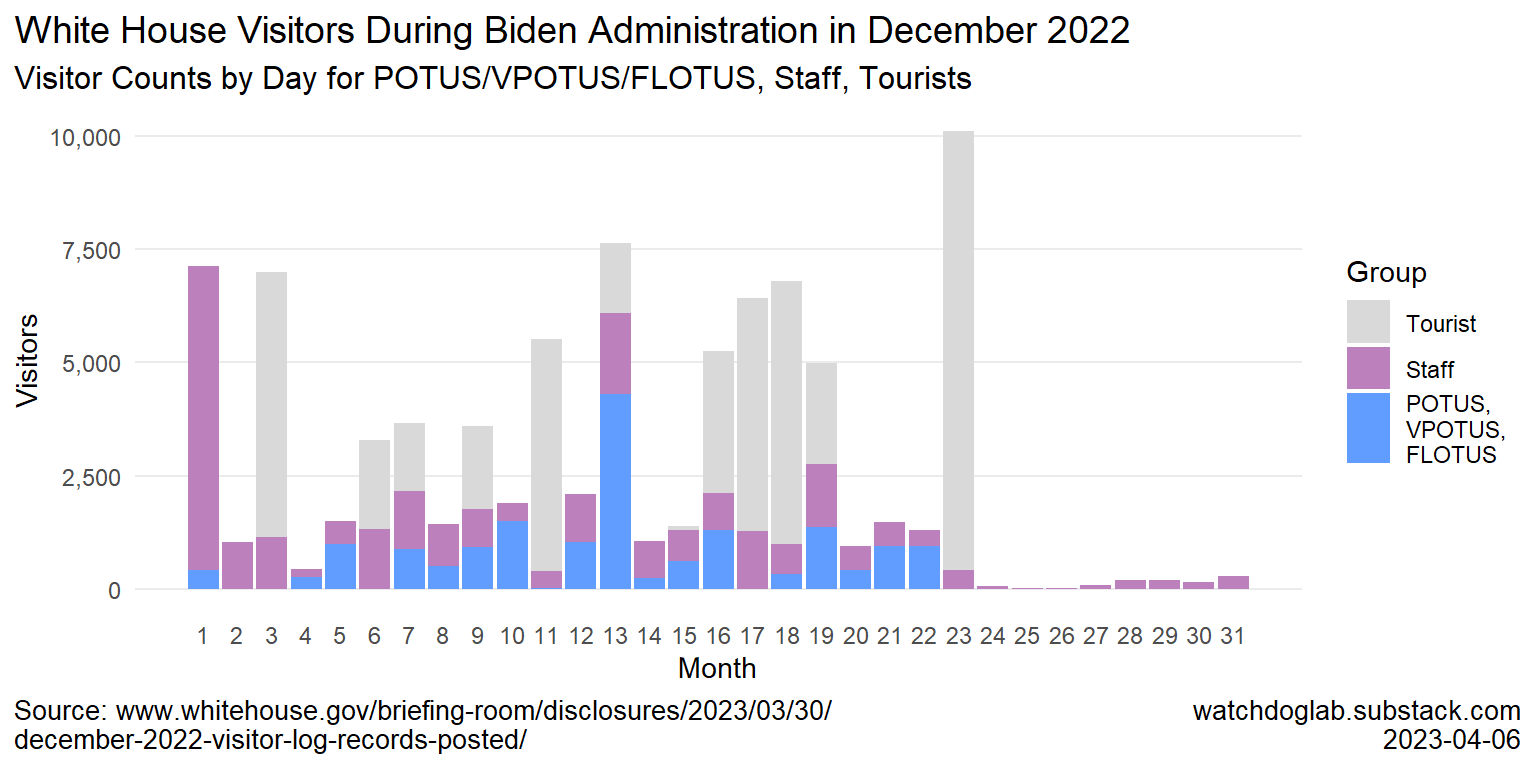 White House Visitors During Biden Administration in December 2022
Visitor Counts by Day for POTUS/VPOTUS/FLOTUS, Staff, Tourists
10,000
7,500
5,000
2,500
0
Visitors
1 2 3 4 5 6 7 8 9 10 11 12 13 14 15 16 17 18 19 20 21 22 23 24 25 26 27 28 29 30 31
Month
Group
Tourist
Staff
POTUS,
VPOTUS,
FLOTUS
Source: www.whitehouse.gov/briefing-room/disclosures/2023/03/30/
december-2022-visitor-log-records-posted/
watchdoglab.substack.com
2023-04-06